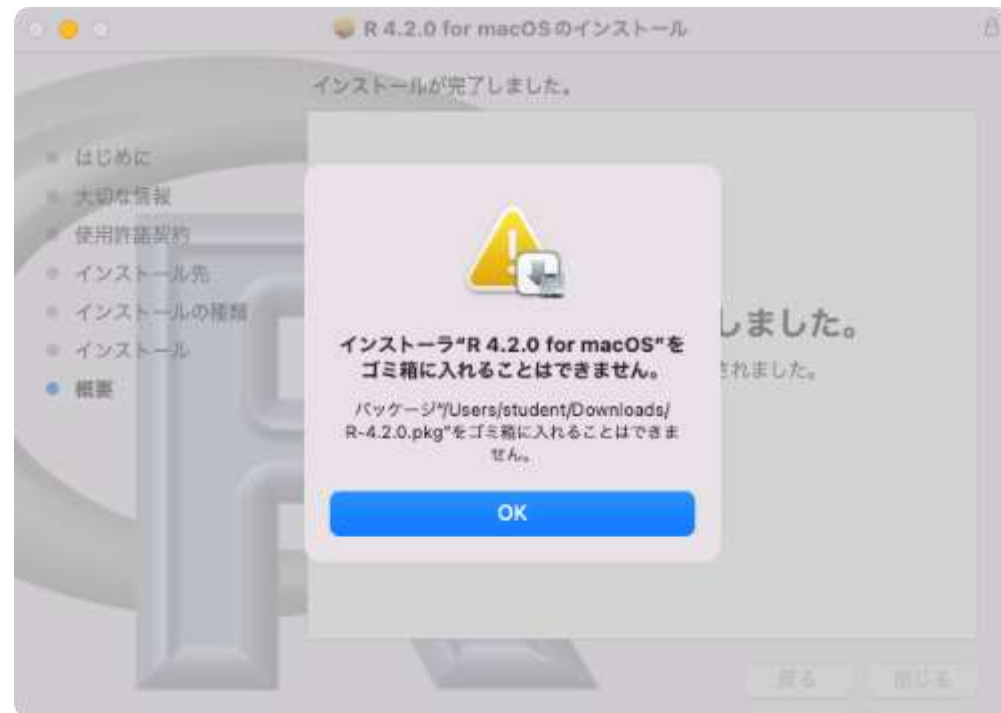 R 4.2.0 for macOSのインストール
インストールが完了しました。
はじめに
大切な情報
使用許諾契約
インストール先
インストールの種類
インストール
概要
しました。
されました。
インストーラ“R 4.2.0 for macOS”を
ゴミ箱に入れることはできません。
パッケージ“/Users/student/Downloads/
R-4.2.0.pkg”をゴミ箱に入れることはできま
せん。
OK
戻る
閉じる